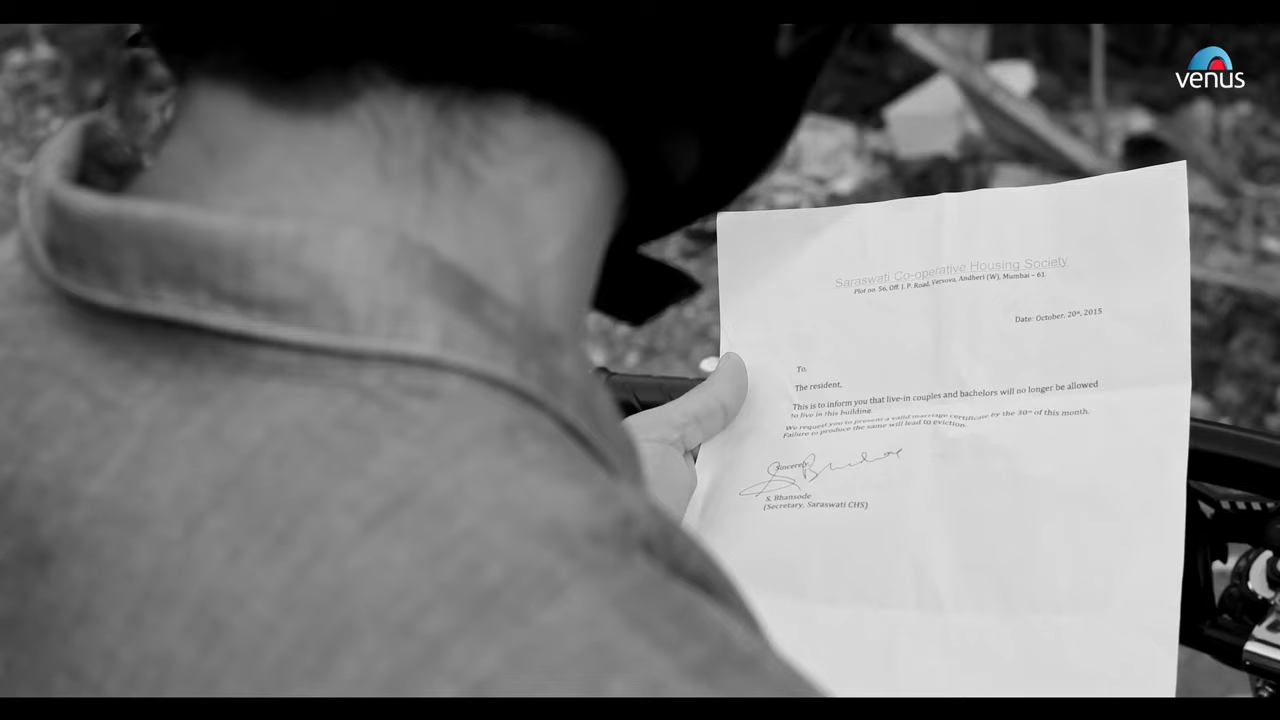 venus
Saraswati Co-operative Housing Society
Plot no. 56, Off. J. P. Road, Versova, Andheri (W), Mumbai – 61.
Date: October, 20th, 2015
To,
The resident,
This is to inform you that live-in couples and bachelors will no longer be allowed
to live in this building.
We request you to present a valid marriage certificate by the 30th of this month.
Failure to produce the same will lead to eviction.
Sincerely,
S. Bhansode
(Secretary, Saraswati CHS)